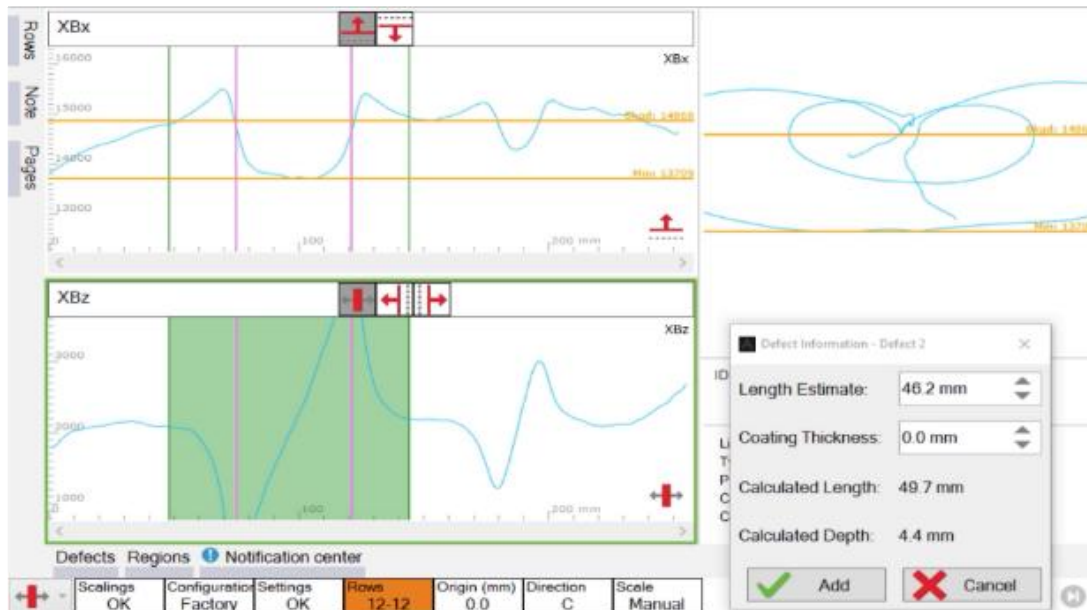 Rows
Note
Pages
XBx
XBx
16000
15000
14000
13000
0
100
200 mm
Min: 13709
XBz
XBz
3000
2000
1000
100
200 mm
Defect Information - Defect 2
Length Estimate: 46.2 mm
Coating Thickness: 0.0 mm
Calculated Length: 49.7 mm
Calculated Depth: 4.4 mm
Add
Cancel
ID
Defects Regions Notification center
Scalings
OK
Configuration
Factory
Settings
OK
Rows
12-12
Origin (mm)
0.0
Direction
C
Scale
Manual